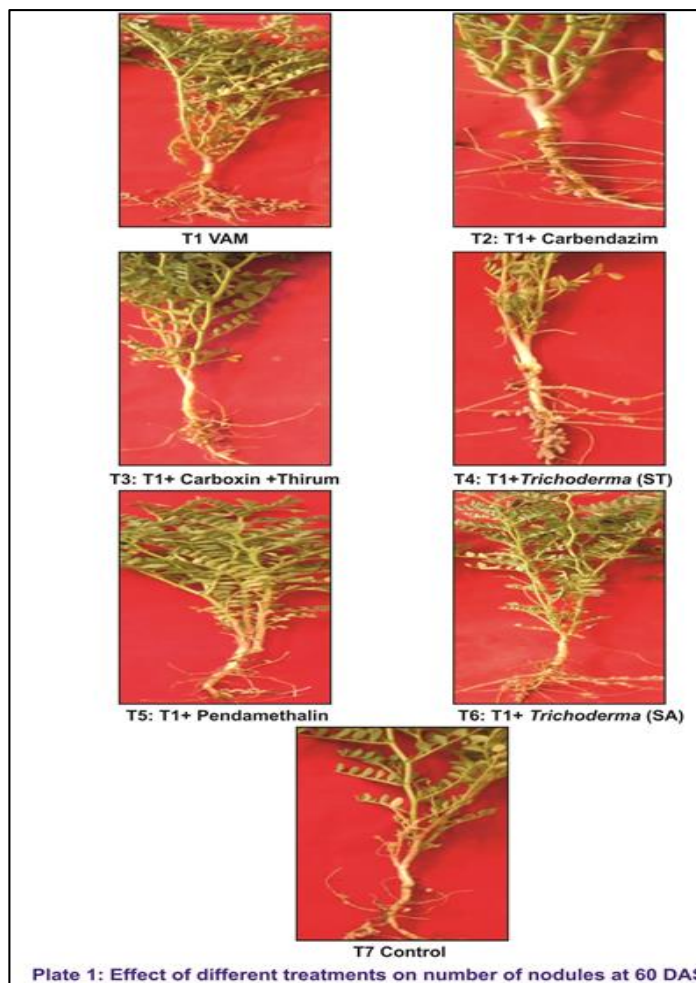 T1 VAM
T2: T1+ Carbendazim
T3: T1+ Carboxin +Thirum
T4: T1+Trichoderma (ST)
T5: T1+ Pendamethalin
T6: T1+ Trichoderma (SA)
T7 Control
Plate 1: Effect of different treatments on number of nodules at 60 DAS